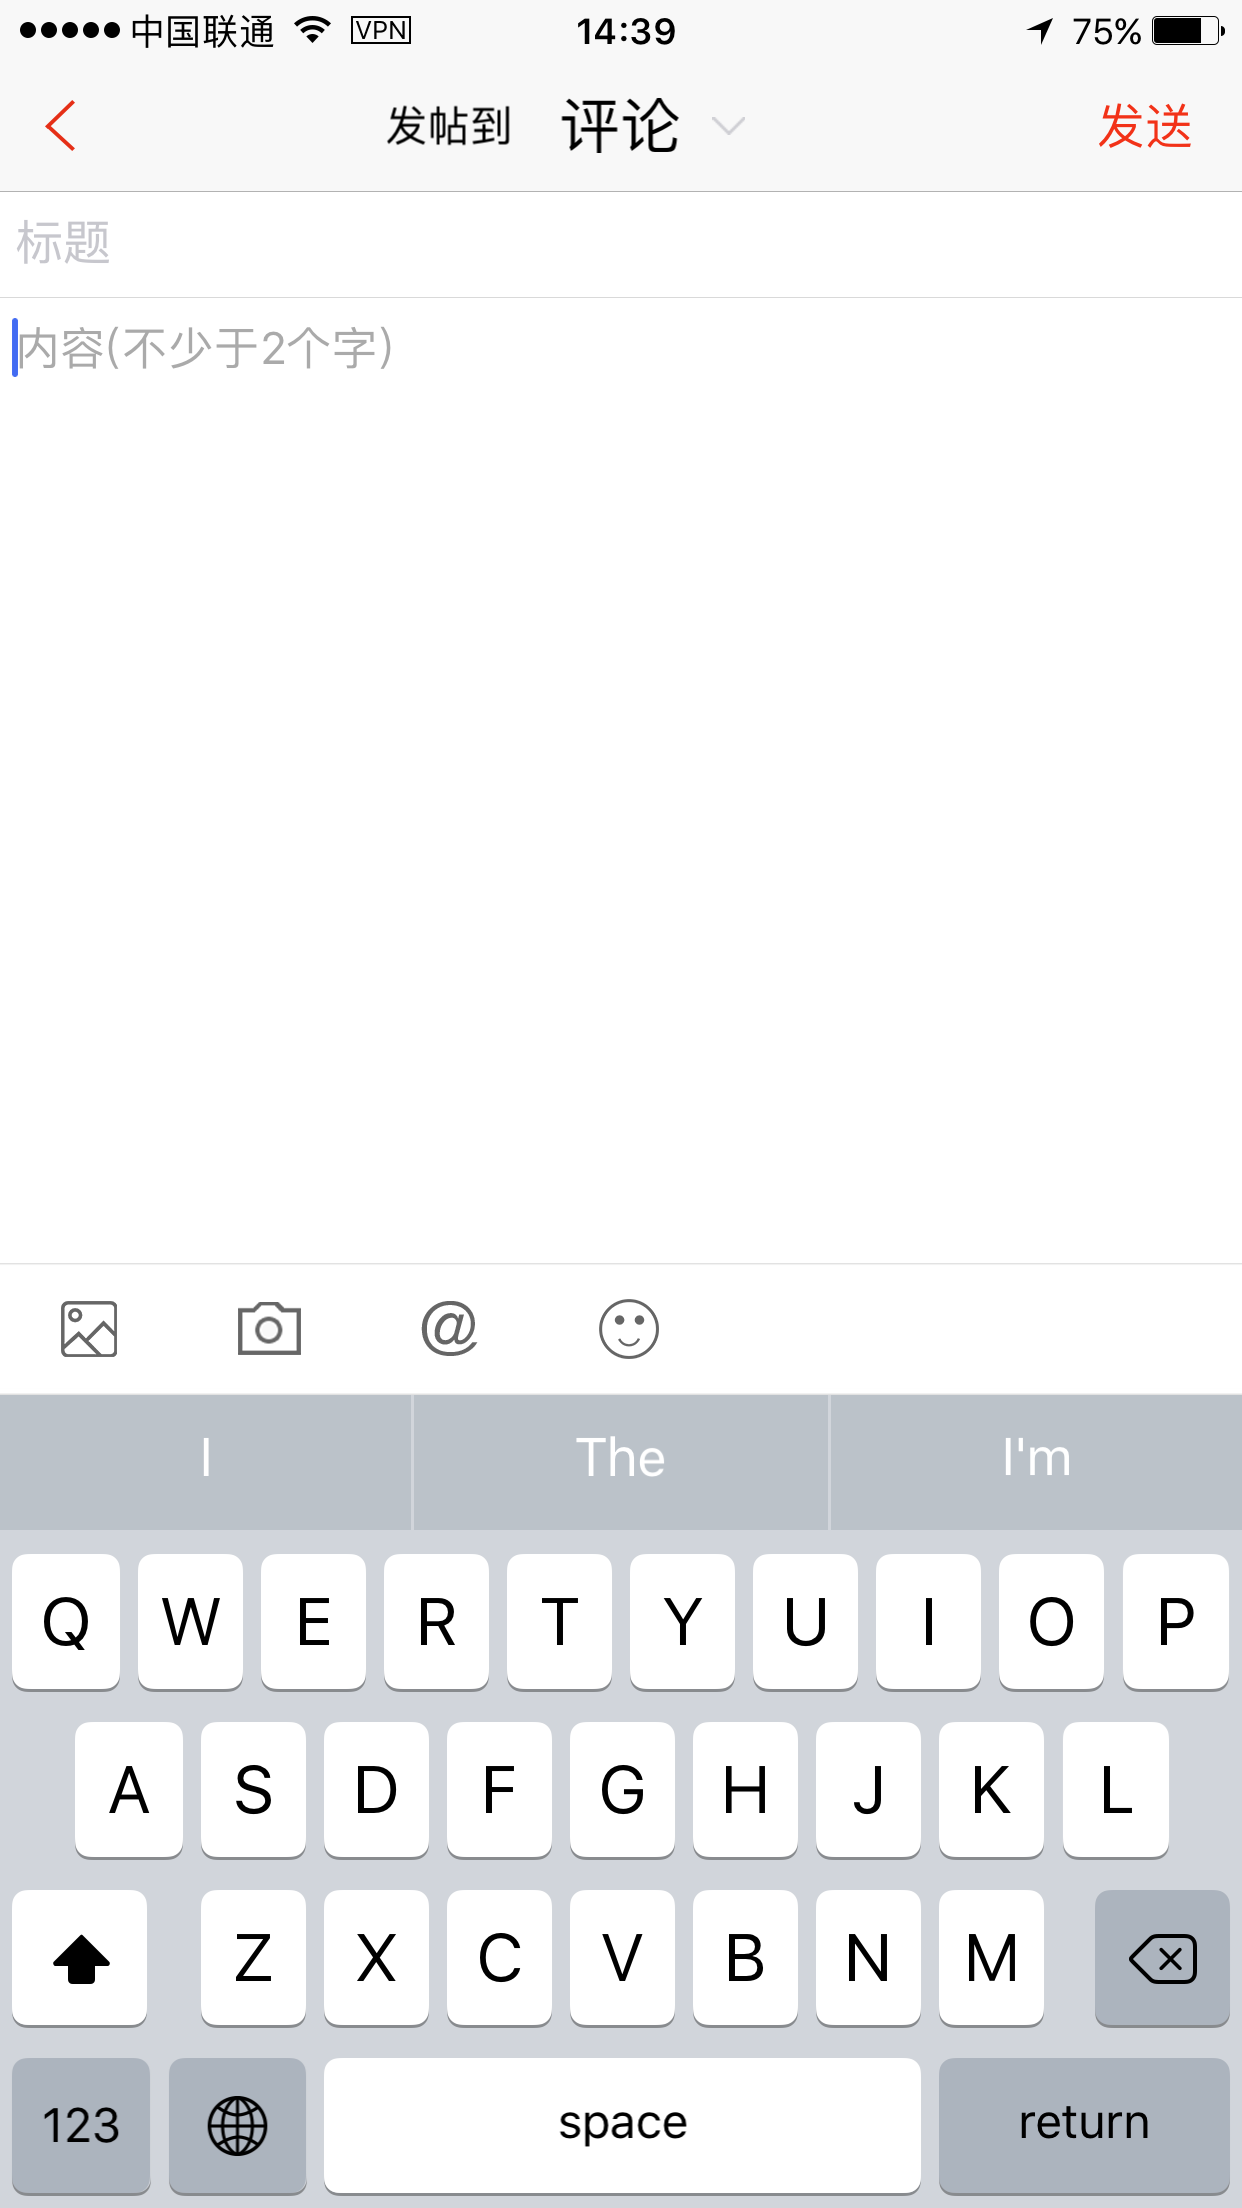 中国联通 VPN 14:39 75%
发帖到 评论 发送
标题
内容(不少于2个字)
@
I The I'm
Q W E R T Y U I O P
A S D F G H J K L
Z X C V B N M
123 space return